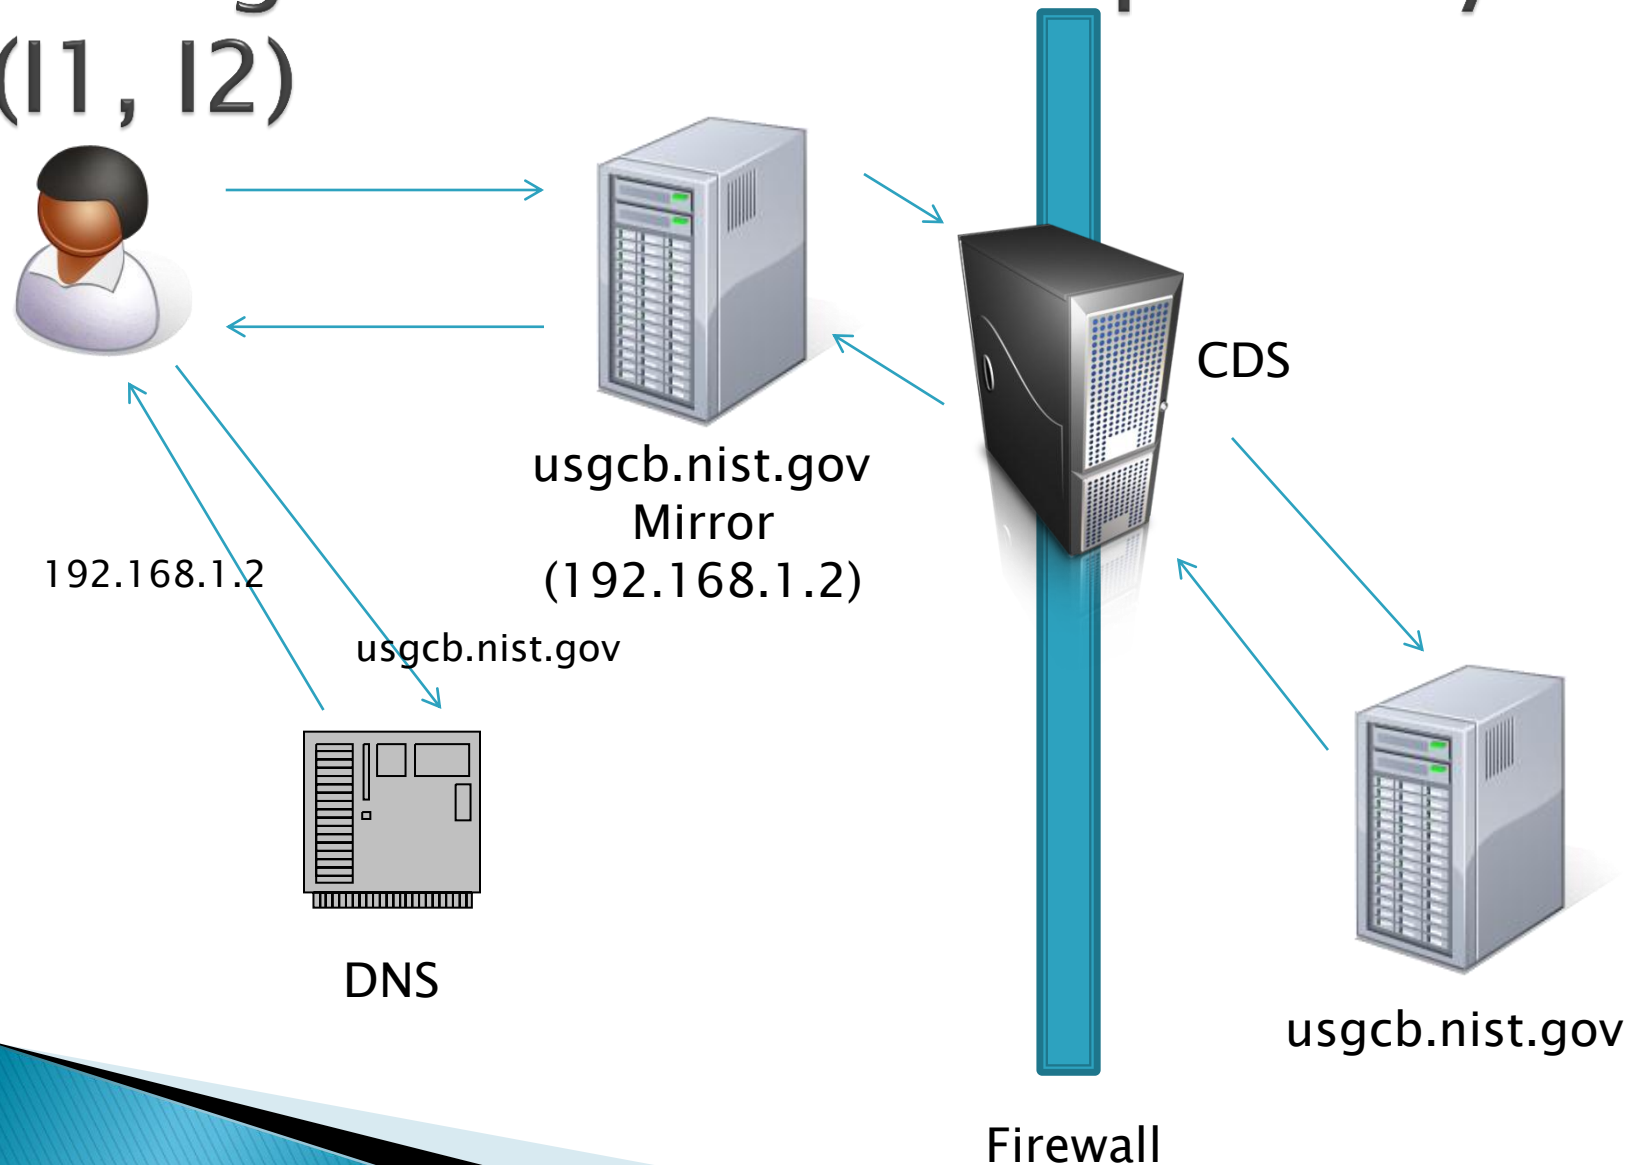 (I1, I2)
CDS
usgcb.nist.gov
Mirror
(192.168.1.2)
192.168.1.2
usgcb.nist.gov
DNS
usgcb.nist.gov
Firewall